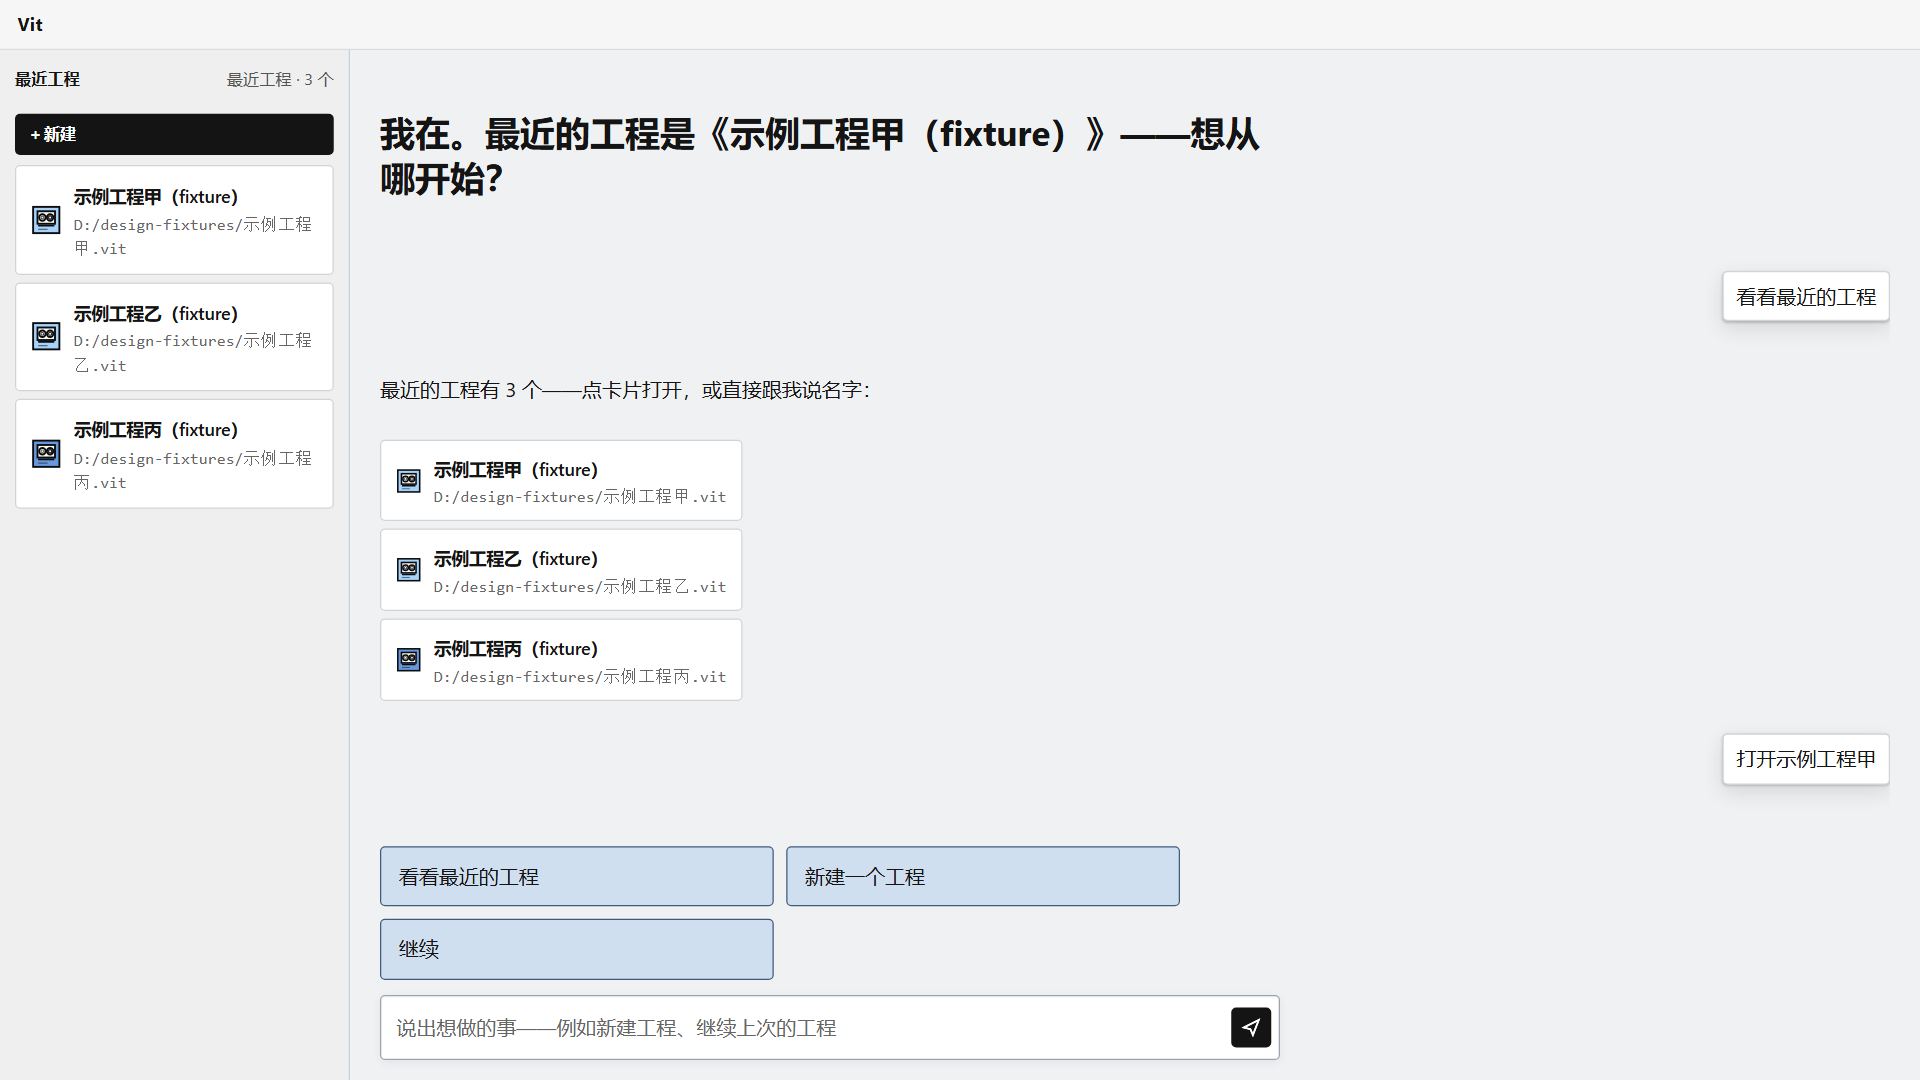 Vit
最近工程
最近工程 · 3 个
+ 新建
示例工程甲（fixture）
D:/design-fixtures/示例工程
甲.vit
示例工程乙（fixture）
D:/design-fixtures/示例工程
乙.vit
示例工程丙（fixture）
D:/design-fixtures/示例工程
丙.vit
我在。最近的工程是《示例工程甲（fixture）》——想从
哪开始？
看看最近的工程
最近的工程有 3 个——点卡片打开，或直接跟我说名字：
示例工程甲（fixture）
D:/design-fixtures/示例工程甲.vit
示例工程乙（fixture）
D:/design-fixtures/示例工程乙.vit
示例工程丙（fixture）
D:/design-fixtures/示例工程丙.vit
打开示例工程甲
看看最近的工程
新建一个工程
继续
说出想做的事——例如新建工程、继续上次的工程